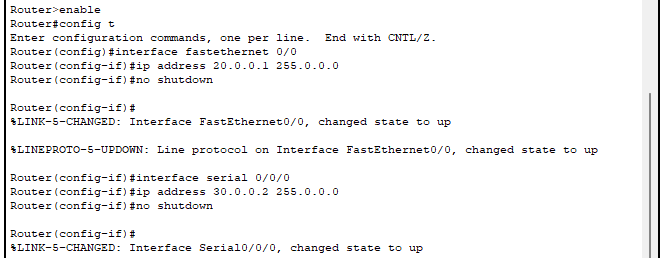 Router>enable
Router#config t
Enter configuration commands, one per line.  End with CNTL/Z.
Router(config)#interface fastethernet 0/0
Router(config-if)#ip address 20.0.0.1 255.0.0.0
Router(config-if)#no shutdown
Router(config-if)#
%LINK-5-CHANGED: Interface FastEthernet0/0, changed state to up
%LINEPROTO-5-UPDOWN: Line protocol on Interface FastEthernet0/0, changed state to up
Router(config-if)#interface serial 0/0/0
Router(config-if)#ip address 30.0.0.2 255.0.0.0
Router(config-if)#no shutdown
Router(config-if)#
%LINK-5-CHANGED: Interface Serial0/0/0, changed state to up